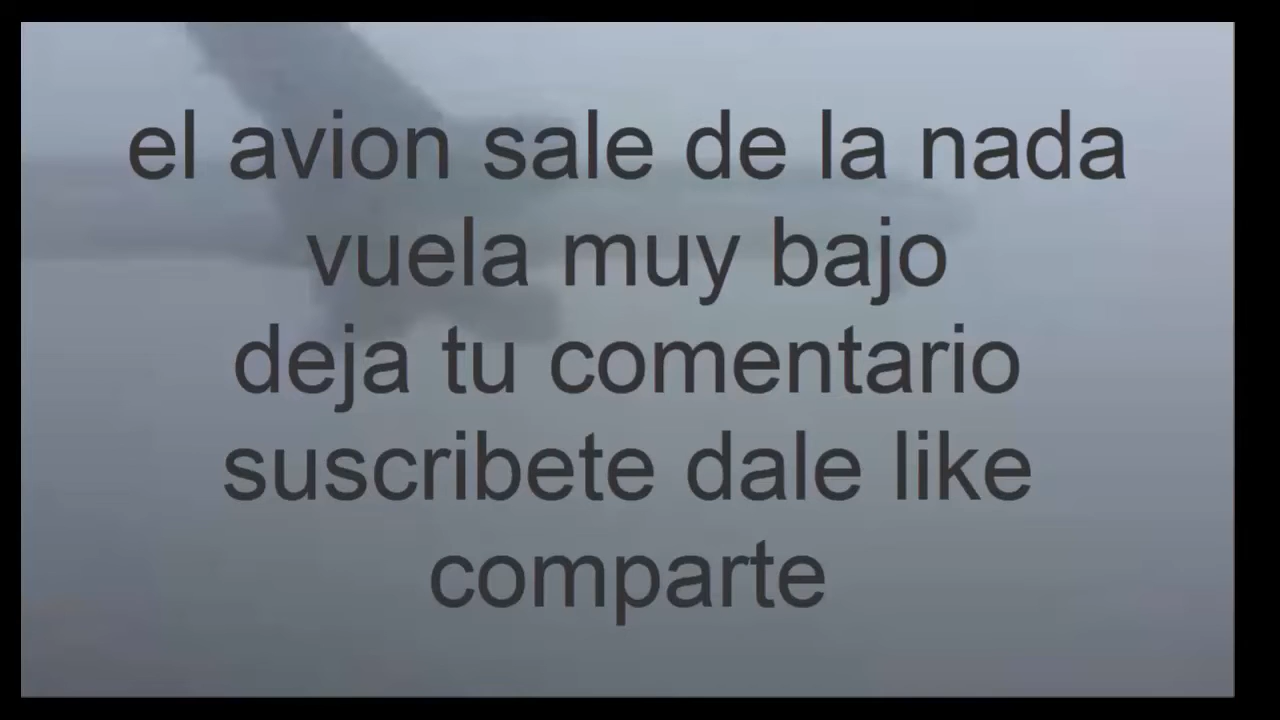 el avion sale de la nada
vuela muy bajo
deja tu comentario
suscribete dale like
comparte